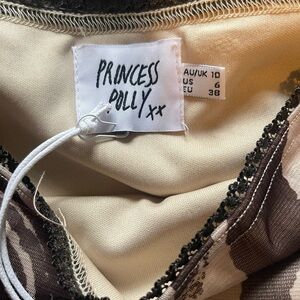 PRINCESS
POLLY xx
AU/UK 10
US 6
EU 38